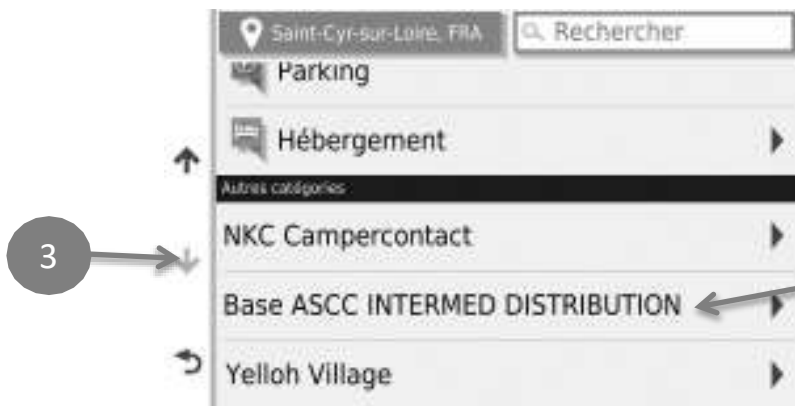 Saint-Cyr-sur-Loire, FRA Rechercher
Parking
Hébergement
Autres catégories
3
NKC Campercontact
Base ASCC INTERMED DISTRIBUTION
Yelloh Village